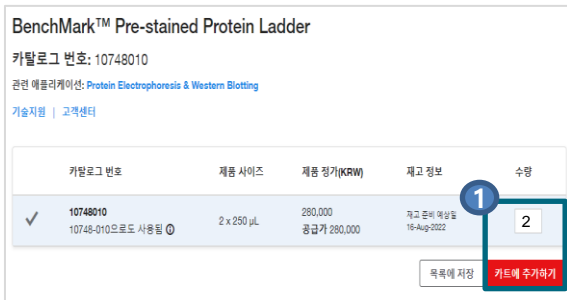 BenchMark™ Pre-stained Protein Ladder
카탈로그 번호: 10748010
관련 애플리케이션: Protein Electrophoresis & Western Blotting
기술지원 | 고객센터
카탈로그 번호 제품 사이즈 제품 정가(KRW) 재고 정보 수량
1
10748010
10748-010으로도 사용됨
2 x 250 µL
280,000
공급가 280,000
재고 준비 예상일
16-Aug-2022
2
목록에 저장 카트에 추가하기